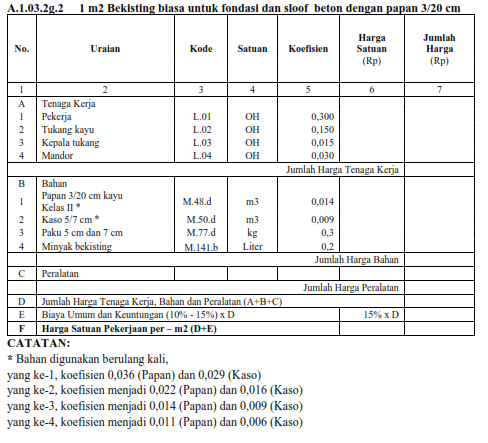 A.1.03.2g.2 1 m2 Bekisting biasa untuk fondasi dan sloof beton dengan papan 3/20 cm
No. Uraian Kode Satuan Koefisien Harga Satuan (Rp) Jumlah Harga (Rp)
1 2 3 4 5 6 7
A Tenaga Kerja
1 Pekerja L.01 OH 0,300
2 Tukang kayu L.02 OH 0,150
3 Kepala tukang L.03 OH 0,015
4 Mandor L.04 OH 0,030
Jumlah Harga Tenaga Kerja
B Bahan
1 Papan 3/20 cm kayu Kelas II * M.48.d m3 0,014
2 Kaso 5/7 cm * M.50.d m3 0,009
3 Paku 5 cm dan 7 cm M.77.d kg 0,3
4 Minyak bekisting M.141.b Liter 0,2
Jumlah Harga Bahan
C Peralatan
Jumlah Harga Peralatan
D Jumlah Harga Tenaga Kerja, Bahan dan Peralatan (A+B+C)
E Biaya Umum dan Keuntungan (10% - 15%) x D 15% x D
F Harga Satuan Pekerjaan per – m2 (D+E)
CATATAN:
* Bahan digunakan berulang kali,
yang ke-1, koefisien 0,036 (Papan) dan 0,029 (Kaso)
yang ke-2, koefisien menjadi 0,022 (Papan) dan 0,016 (Kaso)
yang ke-3, koefisien menjadi 0,014 (Papan) dan 0,009 (Kaso)
yang ke-4, koefisien menjadi 0,011 (Papan) dan 0,006 (Kaso)